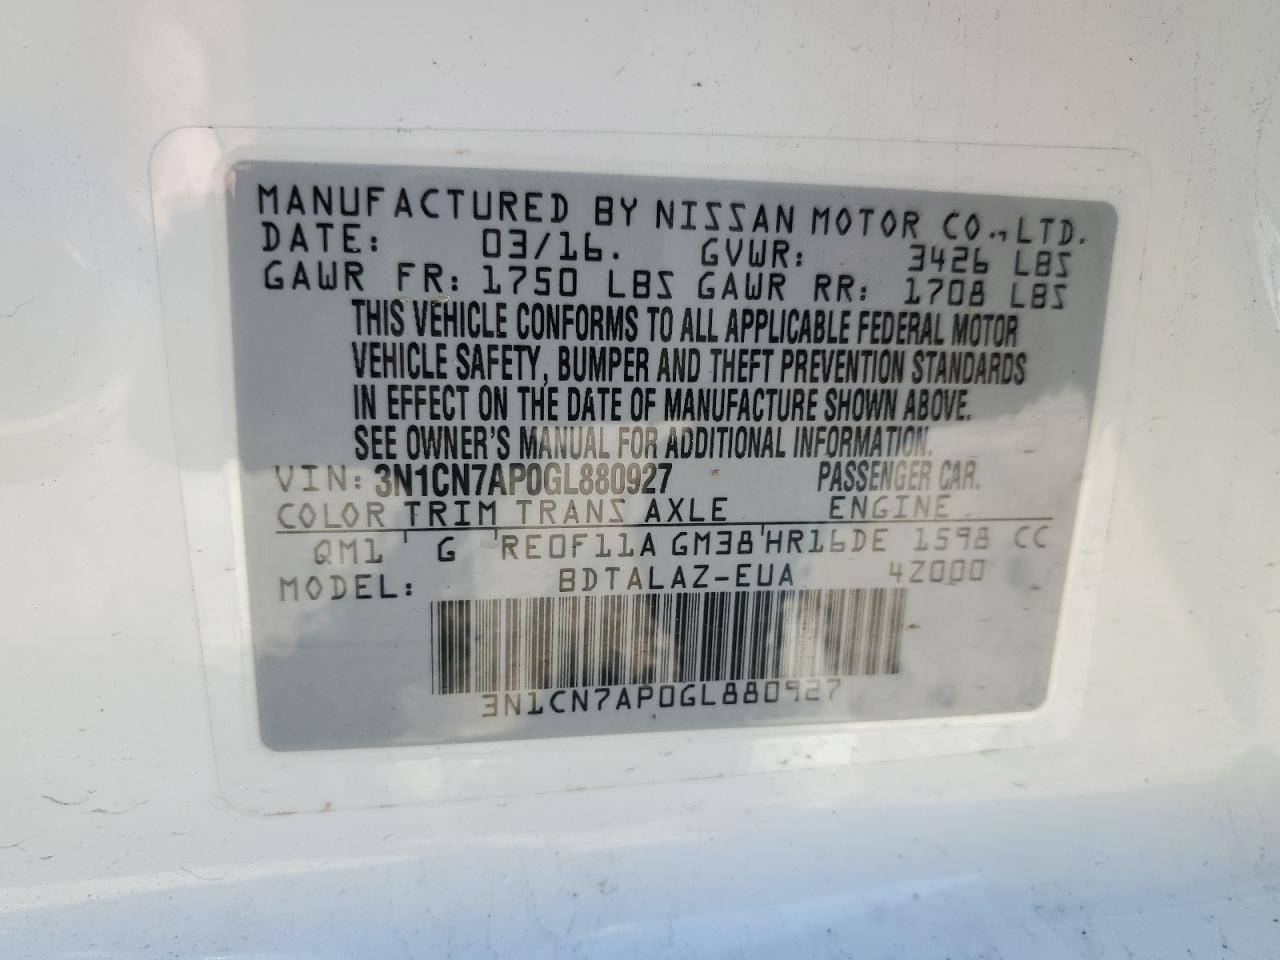 MANUFACTURED BY NISSAN MOTOR CO.,LTD.
DATE: 03/16. GVWR: 3426 LBS
GAWR FR: 1750 LBS GAWR RR: 1708 LBS
THIS VEHICLE CONFORMS TO ALL APPLICABLE FEDERAL MOTOR
VEHICLE SAFETY, BUMPER AND THEFT PREVENTION STANDARDS
IN EFFECT ON THE DATE OF MANUFACTURE SHOWN ABOVE.
SEE OWNER'S MANUAL FOR ADDITIONAL INFORMATION.
VIN: 3N1CN7AP0GL880927 PASSENGER CAR.
COLOR TRIM TRANS AXLE ENGINE
QM1 ' G 'RE0F11A GM38'HR16DE 1598 CC
MODEL: BDTALAZ-EUA 4Z000
3N1CN7AP0GL880927